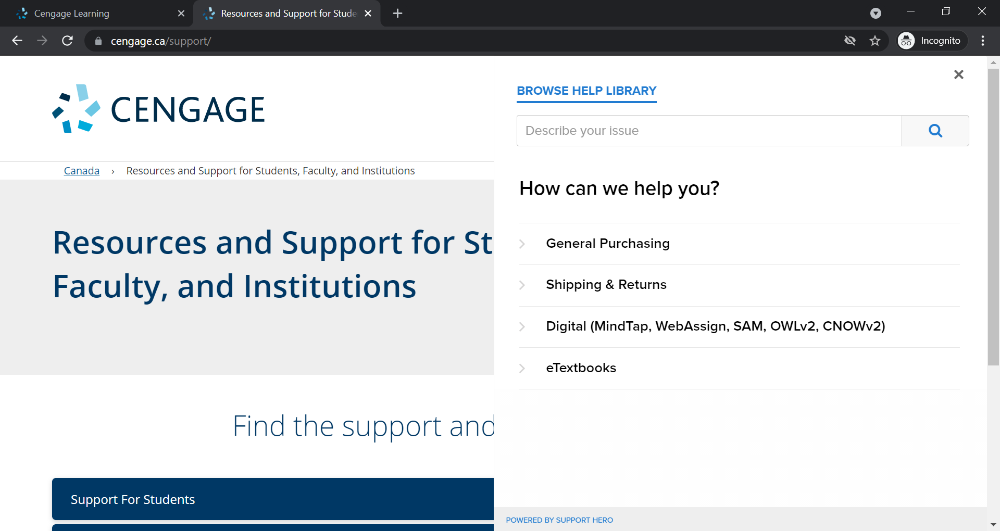 Cengage Learning
Resources and Support for Stude
cengage.ca/support/
Incognito
CENGAGE
Canada › Resources and Support for Students, Faculty, and Institutions
Resources and Support for St
Faculty, and Institutions
Find the support and
Support For Students
BROWSE HELP LIBRARY
Describe your issue
How can we help you?
General Purchasing
Shipping & Returns
Digital (MindTap, WebAssign, SAM, OWLv2, CNOWv2)
eTextbooks
POWERED BY SUPPORT HERO